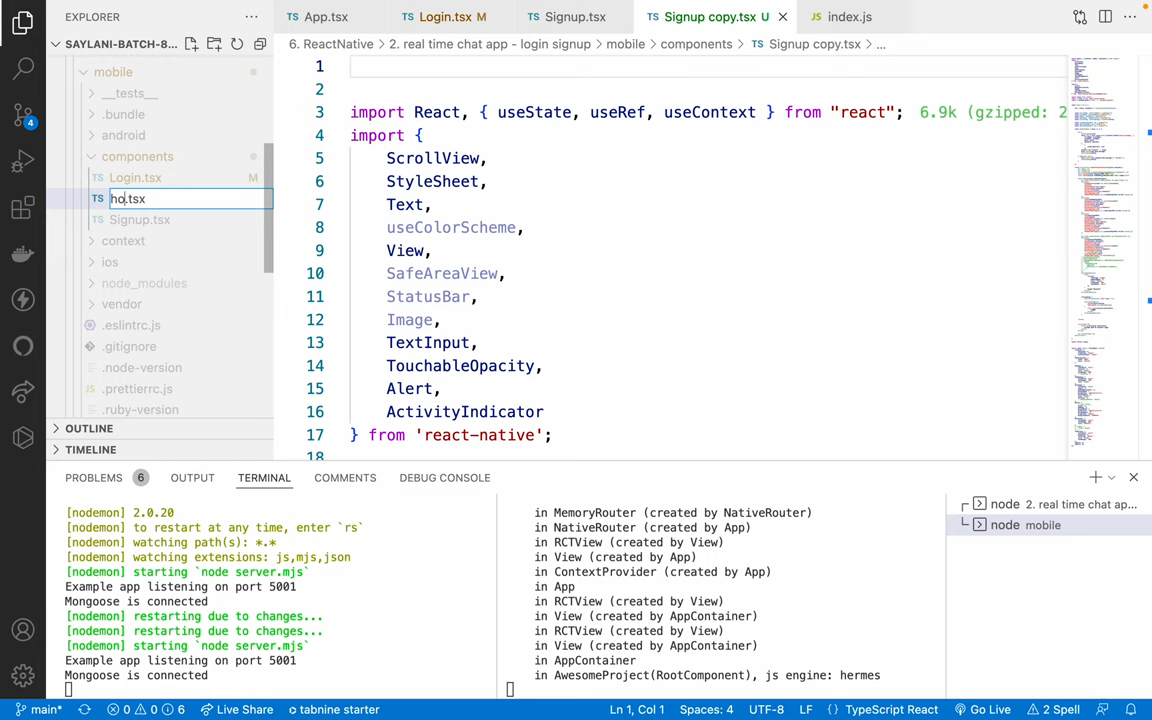 EXPLORER
SAYLANI-BATCH-8...
mobile
__tests__
.bundle
android
components
TS Login.tsx M
TS ho.tsx
TS Signup.tsx
context
ios
node_modules
vendor
.eslintrc.js
.gitignore
.node-version
JS .prettierrc.js
.ruby-version
OUTLINE
TIMELINE
TS App.tsx TS Login.tsx M TS Signup.tsx TS Signup copy.tsx U JS index.js
6. ReactNative > 2. real time chat app - login signup > mobile > components > TS Signup copy.tsx > ...
1
2
3 import React, { useState, useRef, useContext } from "react"; 6.9k (gzipped: 2
4 import {
5 ScrollView,
6 StyleSheet,
7 Text,
8 useColorScheme,
9 View,
10 SafeAreaView,
11 StatusBar,
12 Image,
13 TextInput,
14 TouchableOpacity,
15 Alert,
16 ActivityIndicator
17 } from 'react-native';
18
PROBLEMS 6 OUTPUT TERMINAL COMMENTS DEBUG CONSOLE
[nodemon] 2.0.20
[nodemon] to restart at any time, enter `rs`
[nodemon] watching path(s): *.*
[nodemon] watching extensions: js,mjs,json
[nodemon] starting `node server.mjs`
Example app listening on port 5001
Mongoose is connected
[nodemon] restarting due to changes...
[nodemon] restarting due to changes...
[nodemon] starting `node server.mjs`
Example app listening on port 5001
Mongoose is connected
in MemoryRouter (created by NativeRouter)
in NativeRouter (created by App)
in RCTView (created by View)
in View (created by App)
in ContextProvider (created by App)
in App
in RCTView (created by View)
in View (created by AppContainer)
in RCTView (created by View)
in View (created by AppContainer)
in AppContainer
in AwesomeProject(RootComponent), js engine: hermes
node 2. real time chat ap...
node mobile
4
main* 0 0 6 Live Share tabnine starter Ln 1, Col 1 Spaces: 4 UTF-8 LF {} TypeScript React Go Live 2 Spell